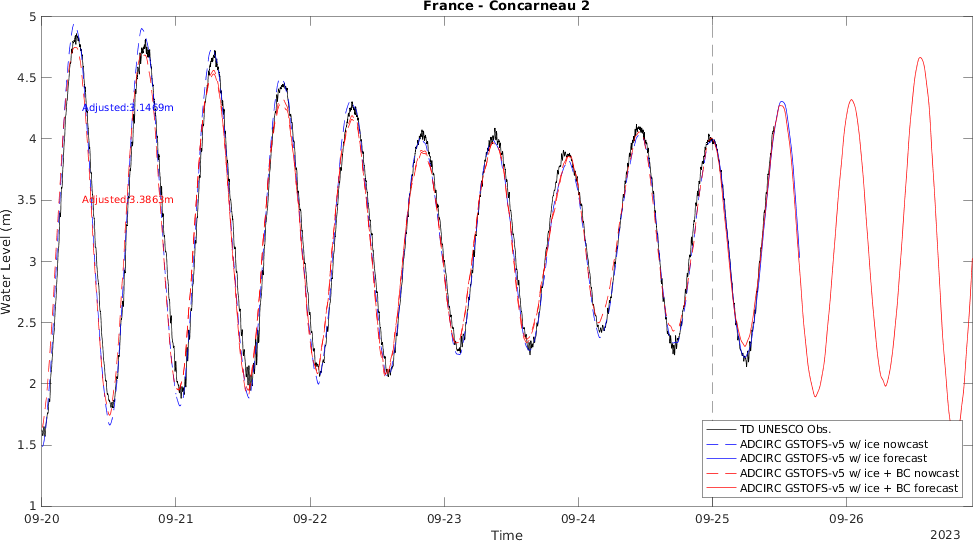 France - Concarneau 2
Water Level (m)
5
4.5
4
3.5
3
2.5
2
1.5
1
Adjusted:3.1469m
Adjusted:3.3863m
TD UNESCO Obs.
ADCIRC GSTOFS-v5 w/ ice nowcast
ADCIRC GSTOFS-v5 w/ ice forecast
ADCIRC GSTOFS-v5 w/ ice + BC nowcast
ADCIRC GSTOFS-v5 w/ ice + BC forecast
09-20 09-21 09-22 09-23 09-24 09-25 09-26
Time
2023